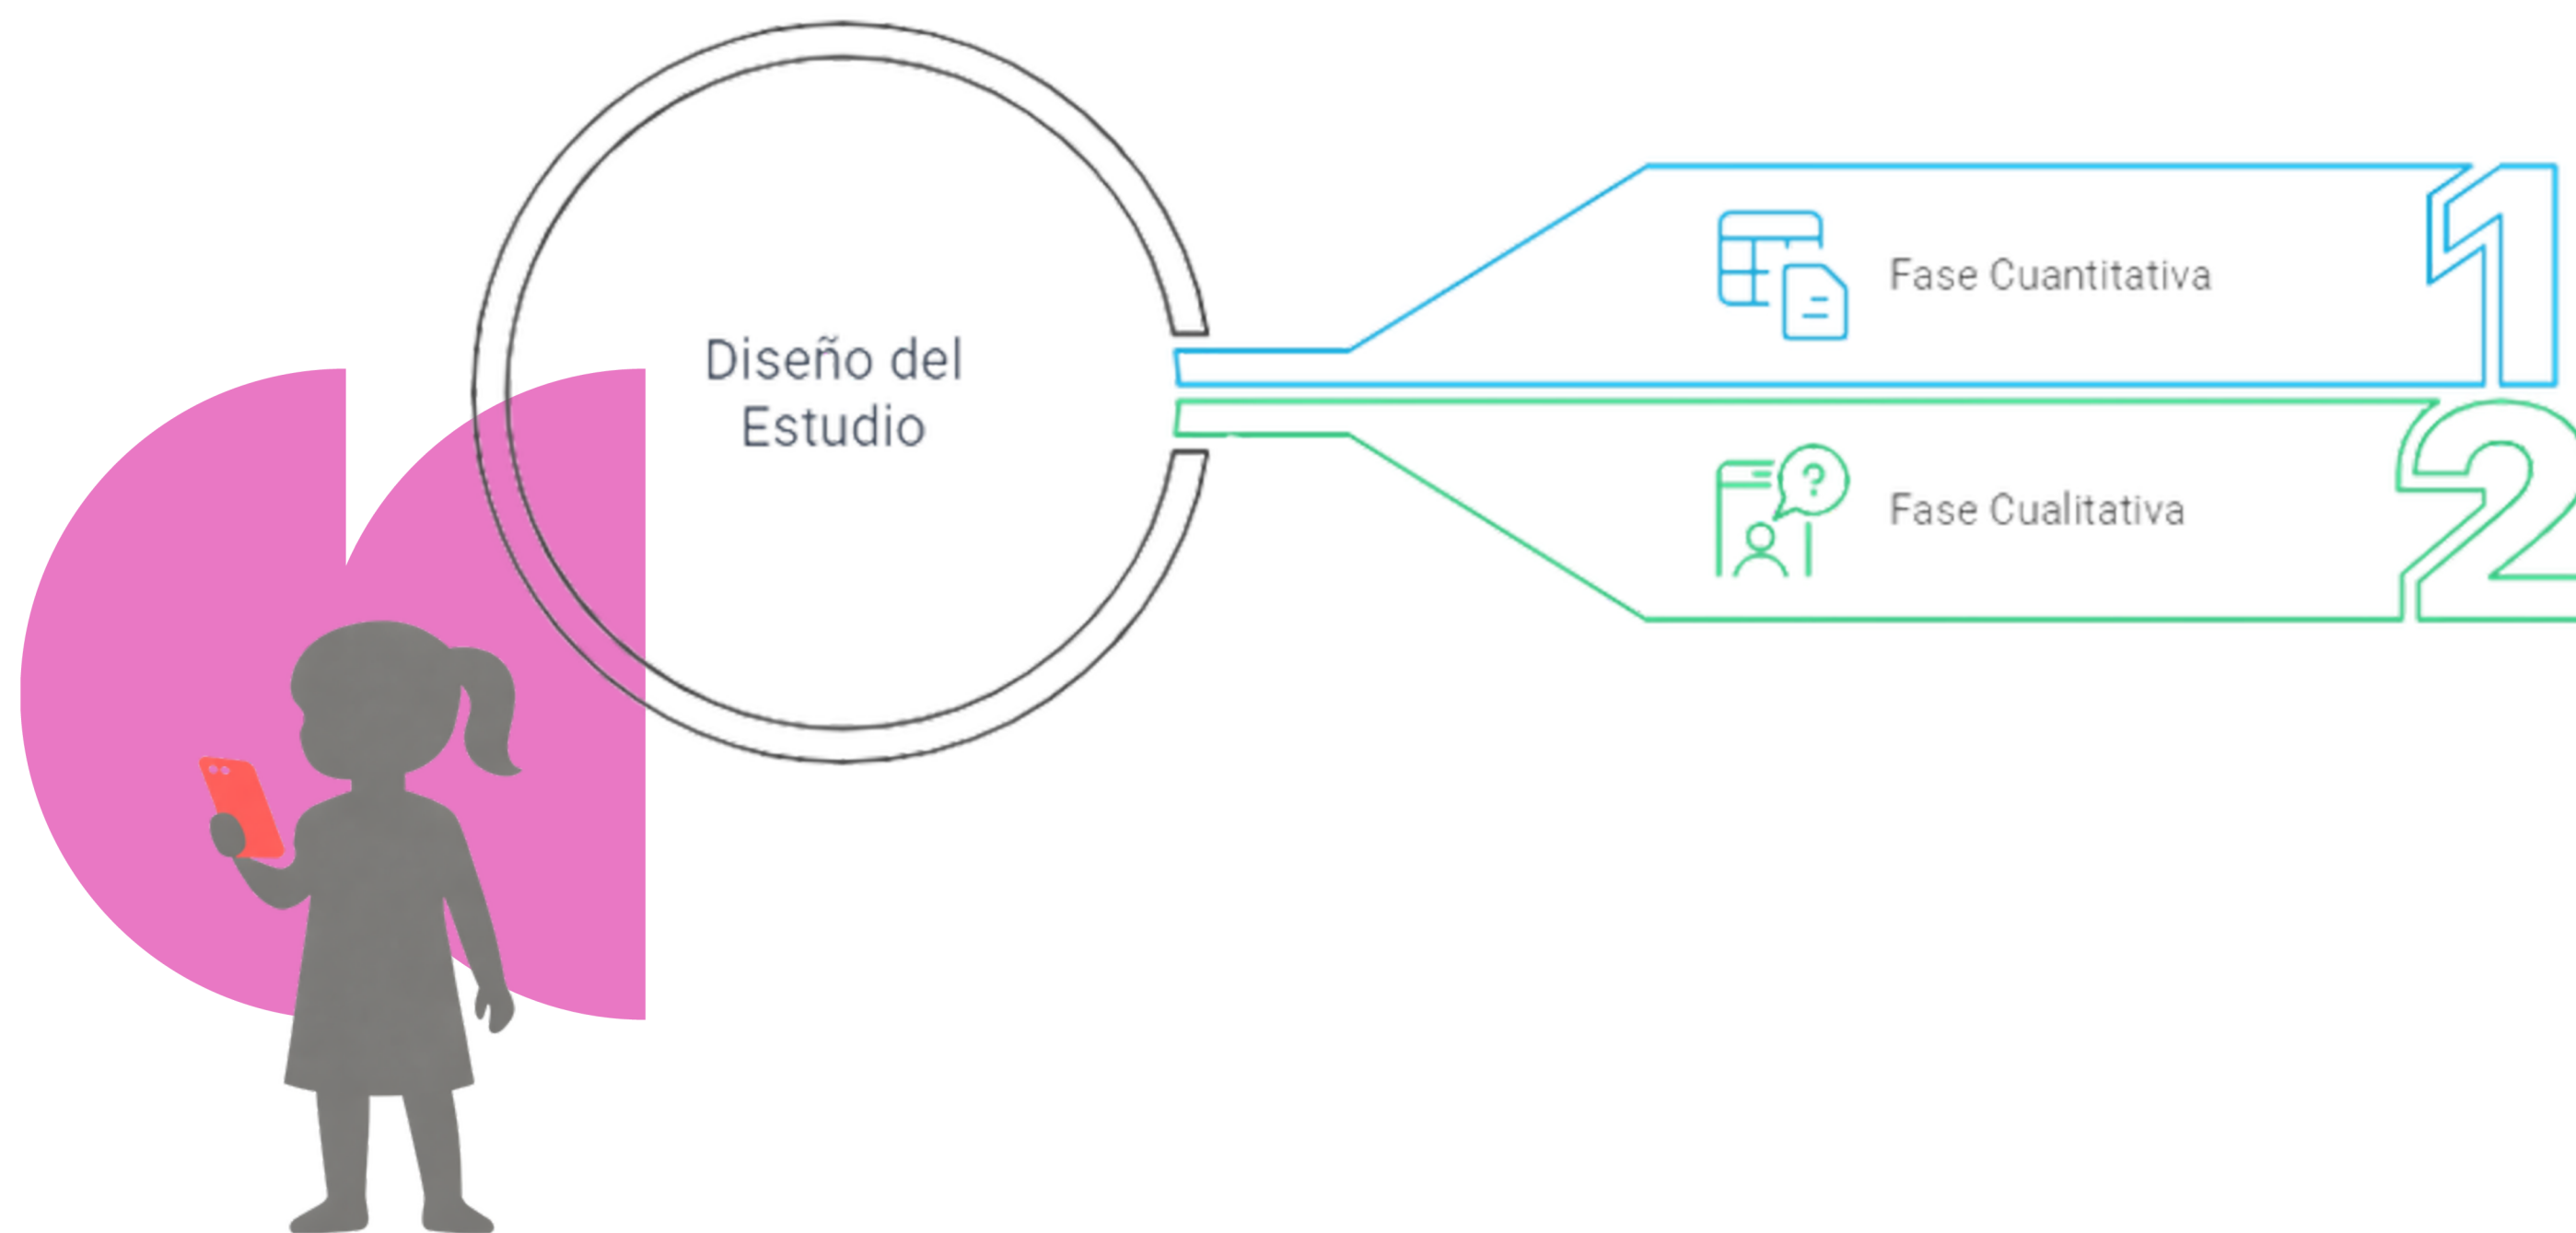 Diseño del
Estudio
Fase Cuantitativa
1
Fase Cualitativa
2